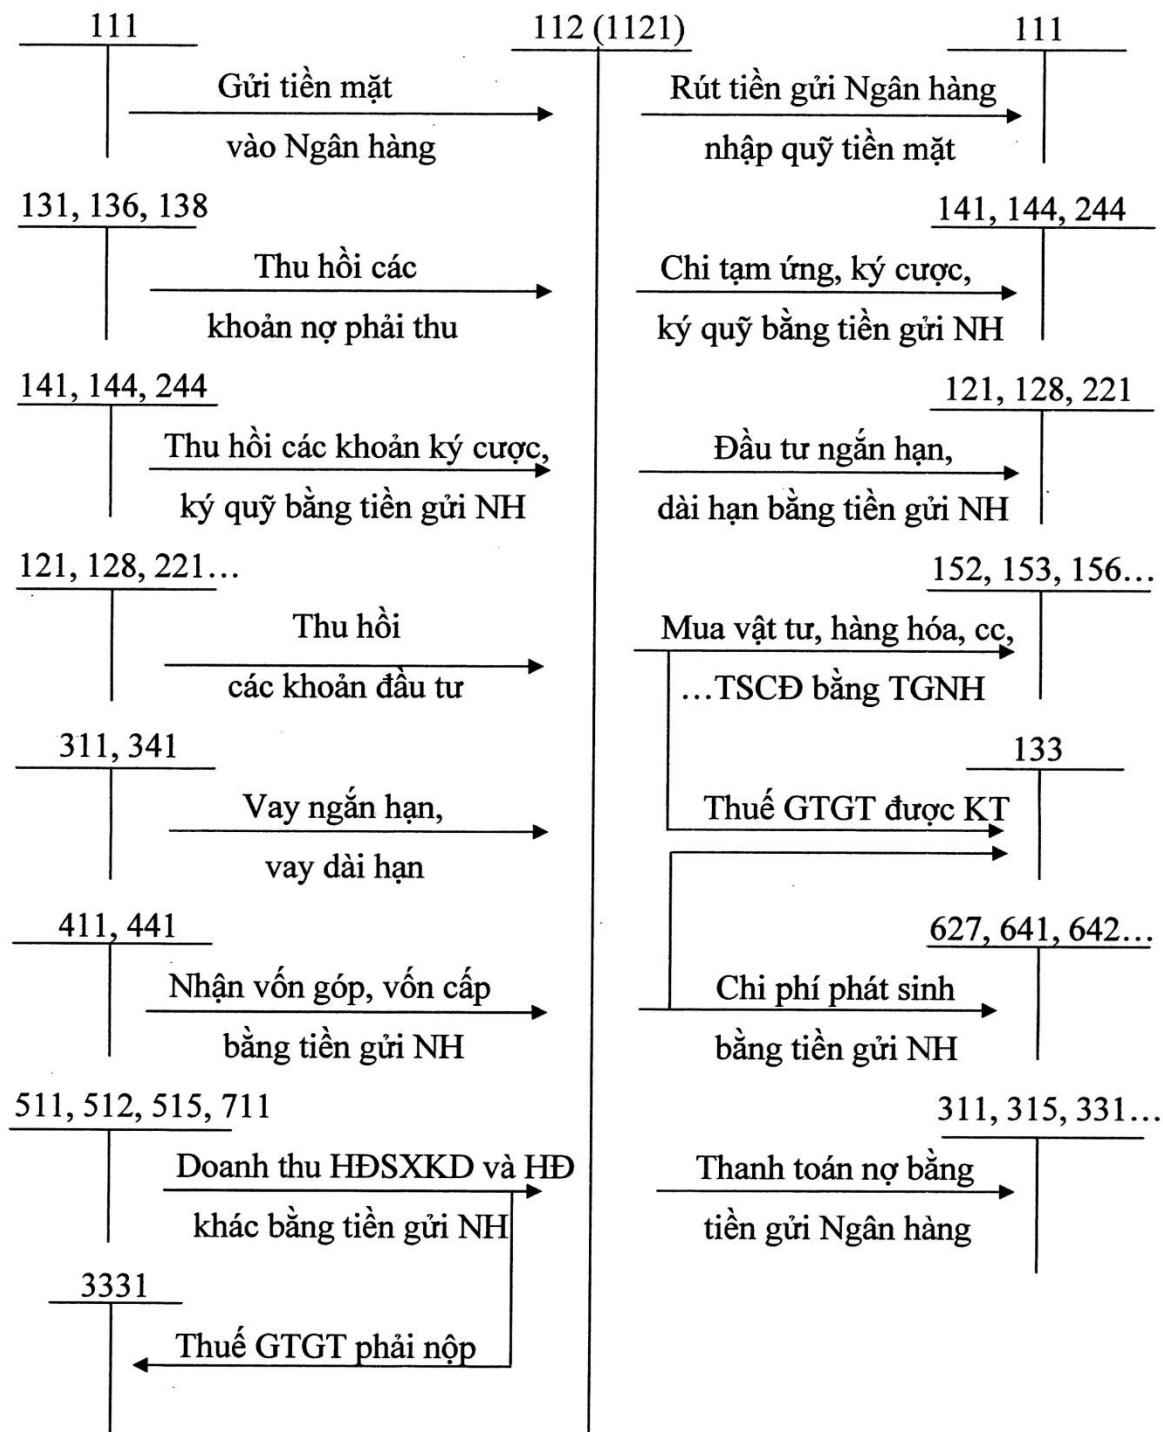 111
112 (1121)
111
Gửi tiền mặt
vào Ngân hàng
Rút tiền gửi Ngân hàng
nhập quỹ tiền mặt
131, 136, 138
141, 144, 244
Thu hồi các
khoản nợ phải thu
Chi tạm ứng, ký cược,
ký quỹ bằng tiền gửi NH
141, 144, 244
121, 128, 221
Thu hồi các khoản ký cược,
ký quỹ bằng tiền gửi NH
Đầu tư ngắn hạn,
dài hạn bằng tiền gửi NH
121, 128, 221…
152, 153, 156…
Thu hồi
các khoản đầu tư
Mua vật tư, hàng hóa, cc,
…TSCĐ bằng TGNH
311, 341
133
Vay ngắn hạn,
vay dài hạn
Thuế GTGT được KT
411, 441
627, 641, 642…
Nhận vốn góp, vốn cấp
bằng tiền gửi NH
Chi phí phát sinh
bằng tiền gửi NH
511, 512, 515, 711
311, 315, 331…
Doanh thu HĐSXKD và HĐ
khác bằng tiền gửi NH
Thanh toán nợ bằng
tiền gửi Ngân hàng
3331
Thuế GTGT phải nộp